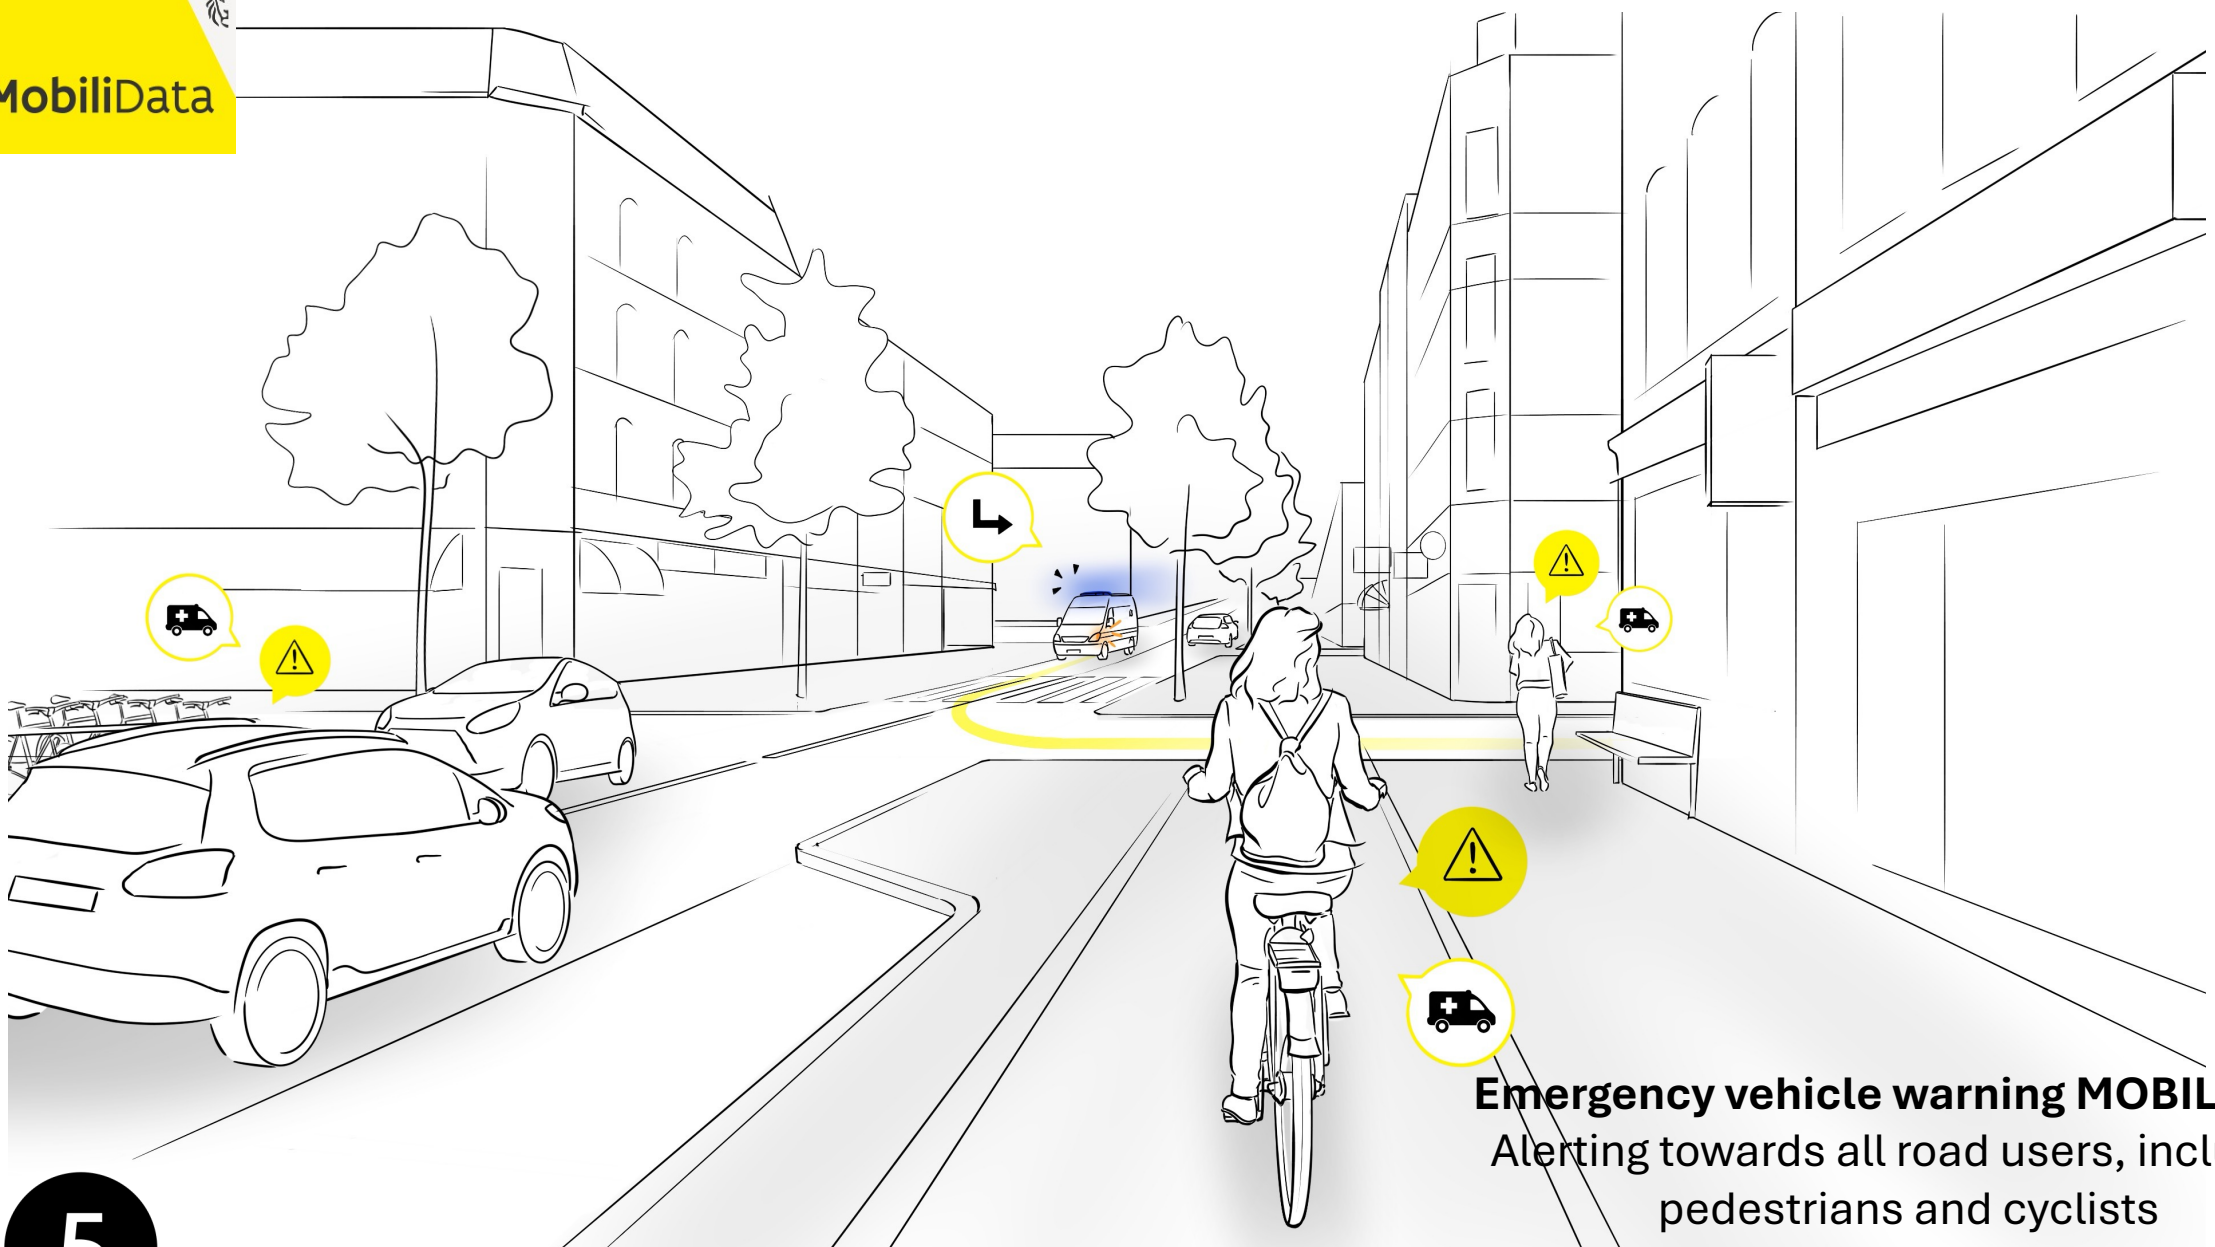 MobiliData
Emergency vehicle warning MOBIL
Alerting towards all road users, incl
pedestrians and cyclists
5